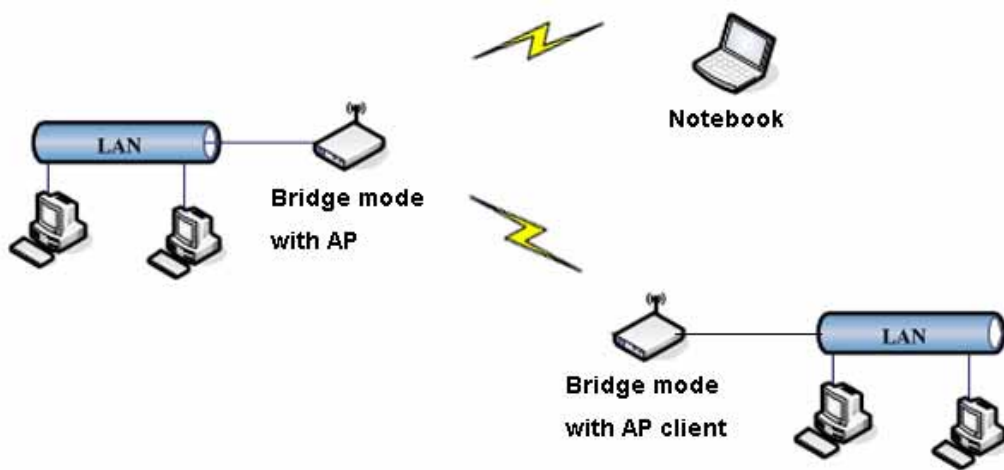 Notebook
LAN
Bridge mode
with AP
LAN
Bridge mode
with AP client